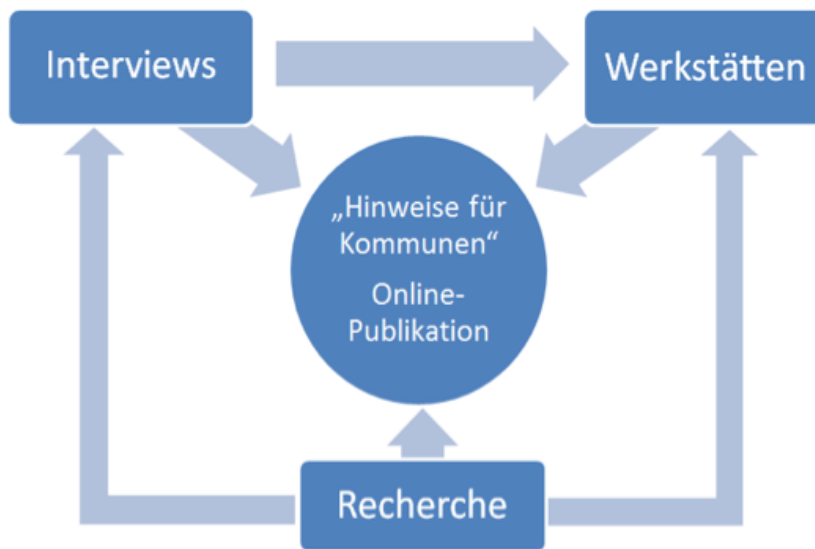 Interviews
Werkstätten
„Hinweise für
Kommunen“
Online-
Publikation
Recherche